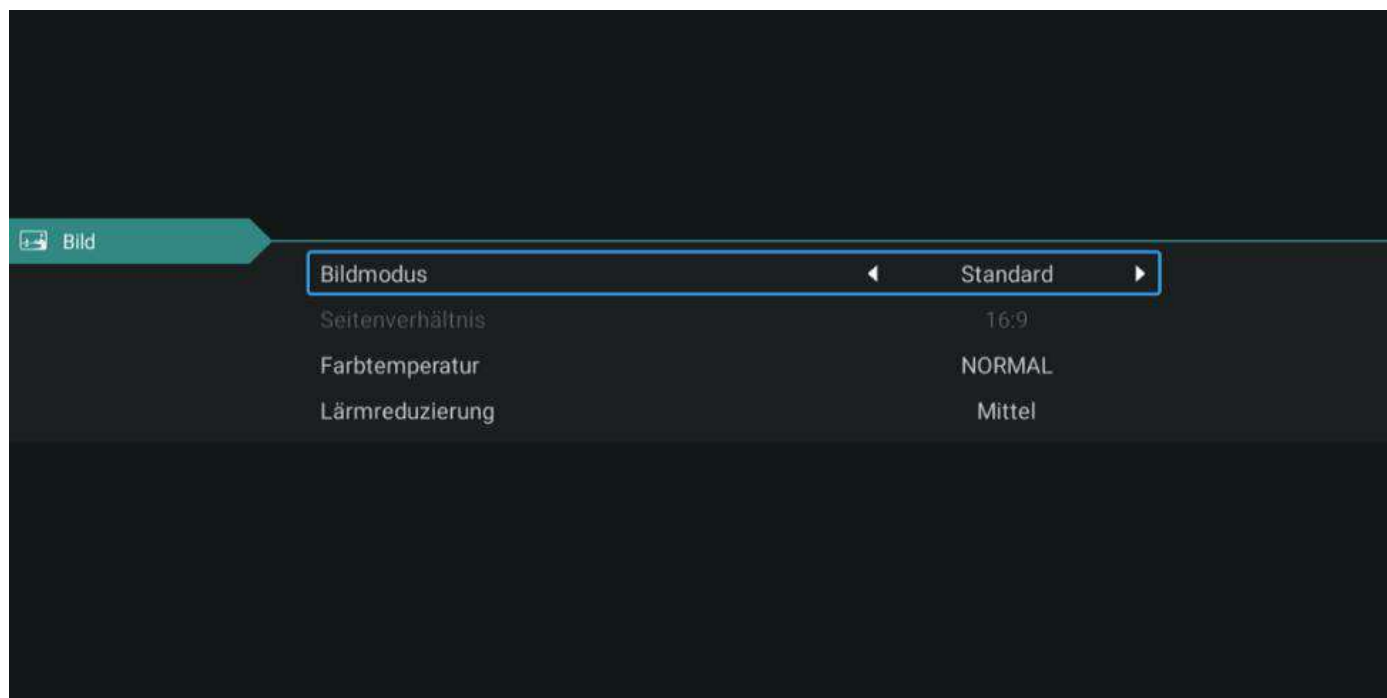 Bild
Bildmodus Standard
Seitenverhältnis 16:9
Farbtemperatur NORMAL
Lärmreduzierung Mittel